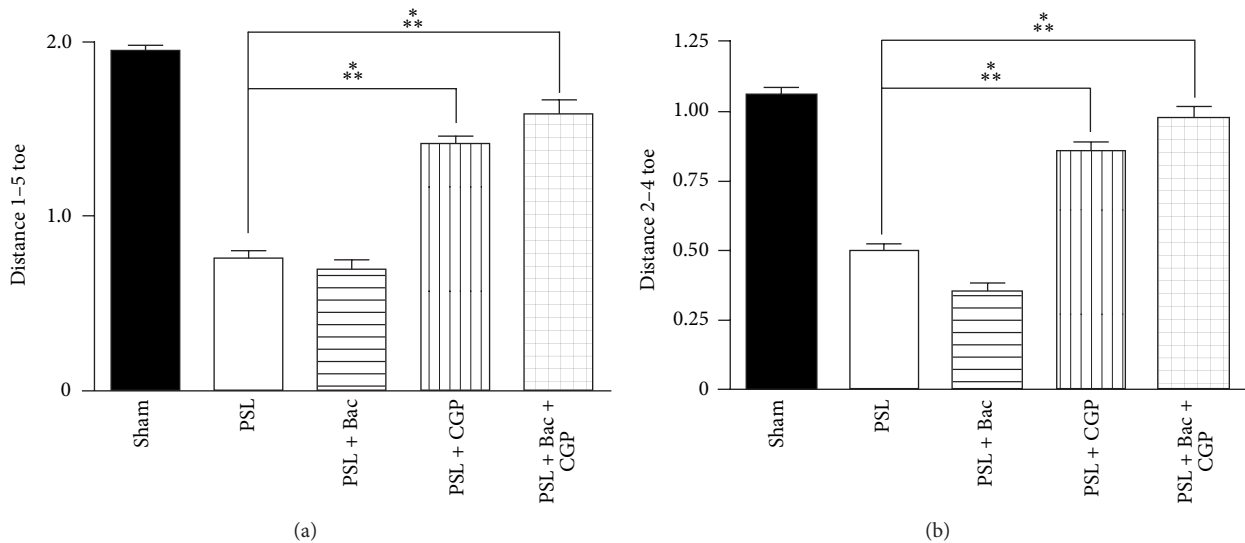 *
**
*
**
2.0
1.0
0
Distance 1–5 toe
Sham
PSL
PSL + Bac
PSL + CGP
PSL + Bac +
CGP
(a)
*
**
*
**
1.25
1.00
0.75
0.50
0.25
0
Distance 2–4 toe
Sham
PSL
PSL + Bac
PSL + CGP
PSL + Bac +
CGP
(b)